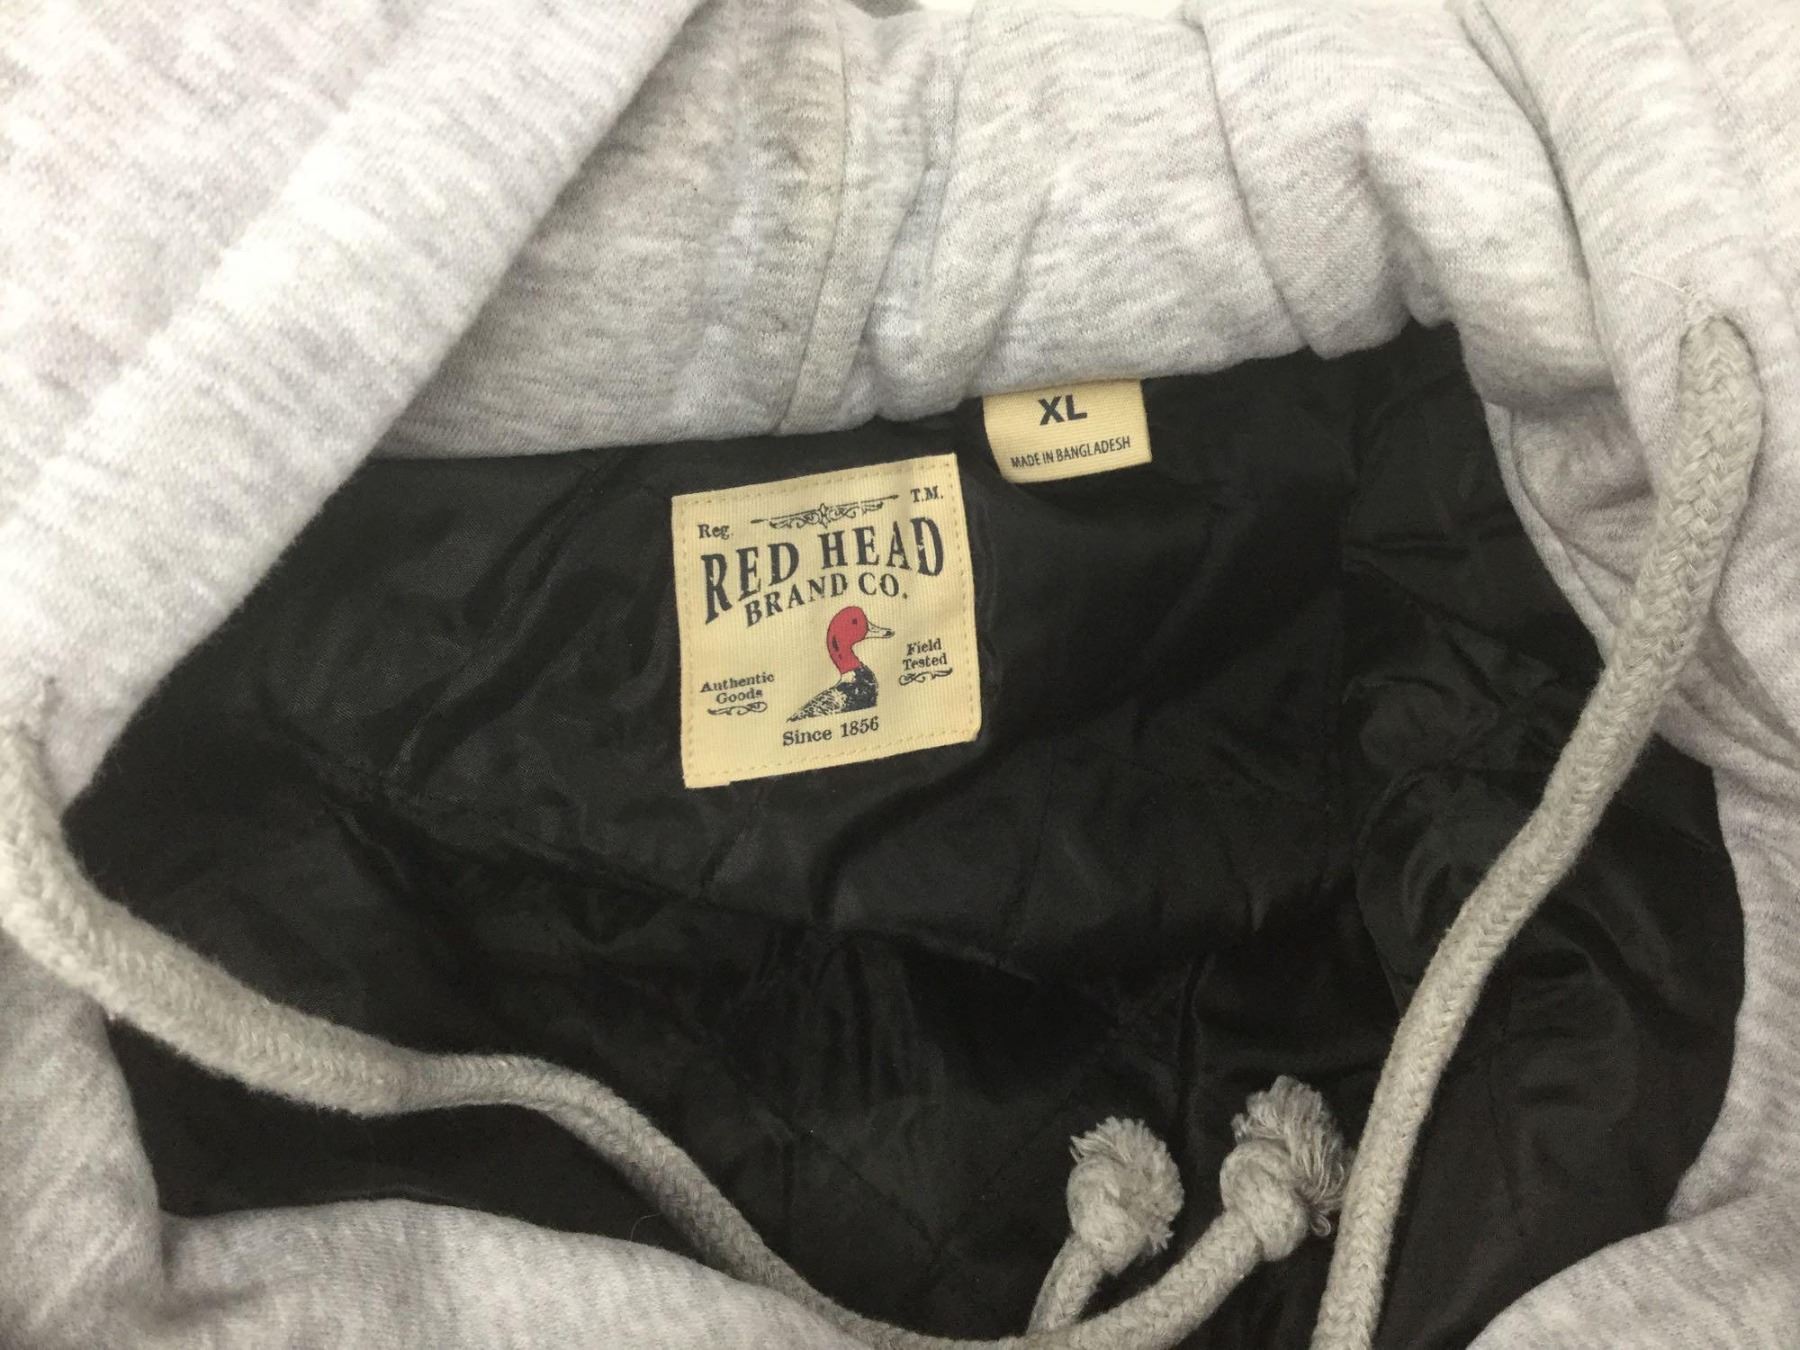 XL
MADE IN BANGLADESH
Reg. T.M.
RED HEAD
BRAND CO.
Authentic
Goods
Field
Tested
Since 1856